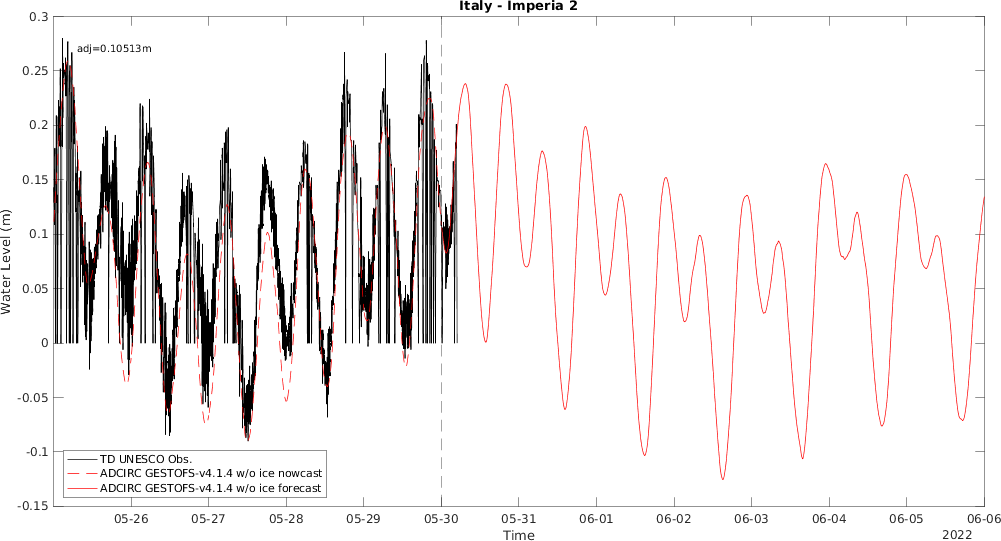 Italy - Imperia 2
0.3
0.25
0.2
0.15
0.1
0.05
0
-0.05
-0.1
-0.15
Water Level (m)
adj=0.10513m
TD UNESCO Obs.
ADCIRC GESTOFS-v4.1.4 w/o ice nowcast
ADCIRC GESTOFS-v4.1.4 w/o ice forecast
05-26 05-27 05-28 05-29 05-30 05-31 06-01 06-02 06-03 06-04 06-05 06-06
Time
2022